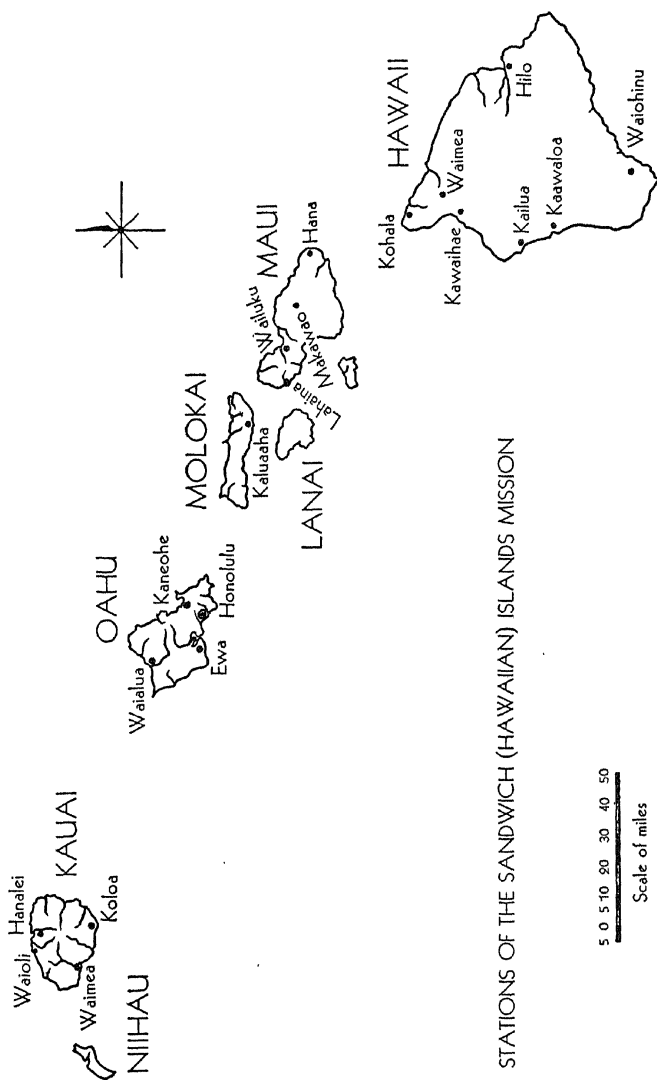 NIIHAU
KAUAI
Waioli
Hanalei
Waimea
Koloa
OAHU
Waialua
Kaneohe
Ewa
Honolulu
MOLOKAI
Kaluaaha
LANAI
MAUI
Wailuku
Lahaina
Makawao
Hana
HAWAII
Kohala
Waimea
Kawaihae
Hilo
Kailua
Kaawaloa
Waiohinu
STATIONS OF THE SANDWICH (HAWAIIAN) ISLANDS MISSION
5 0 5 10 20 30 40 50
Scale of miles